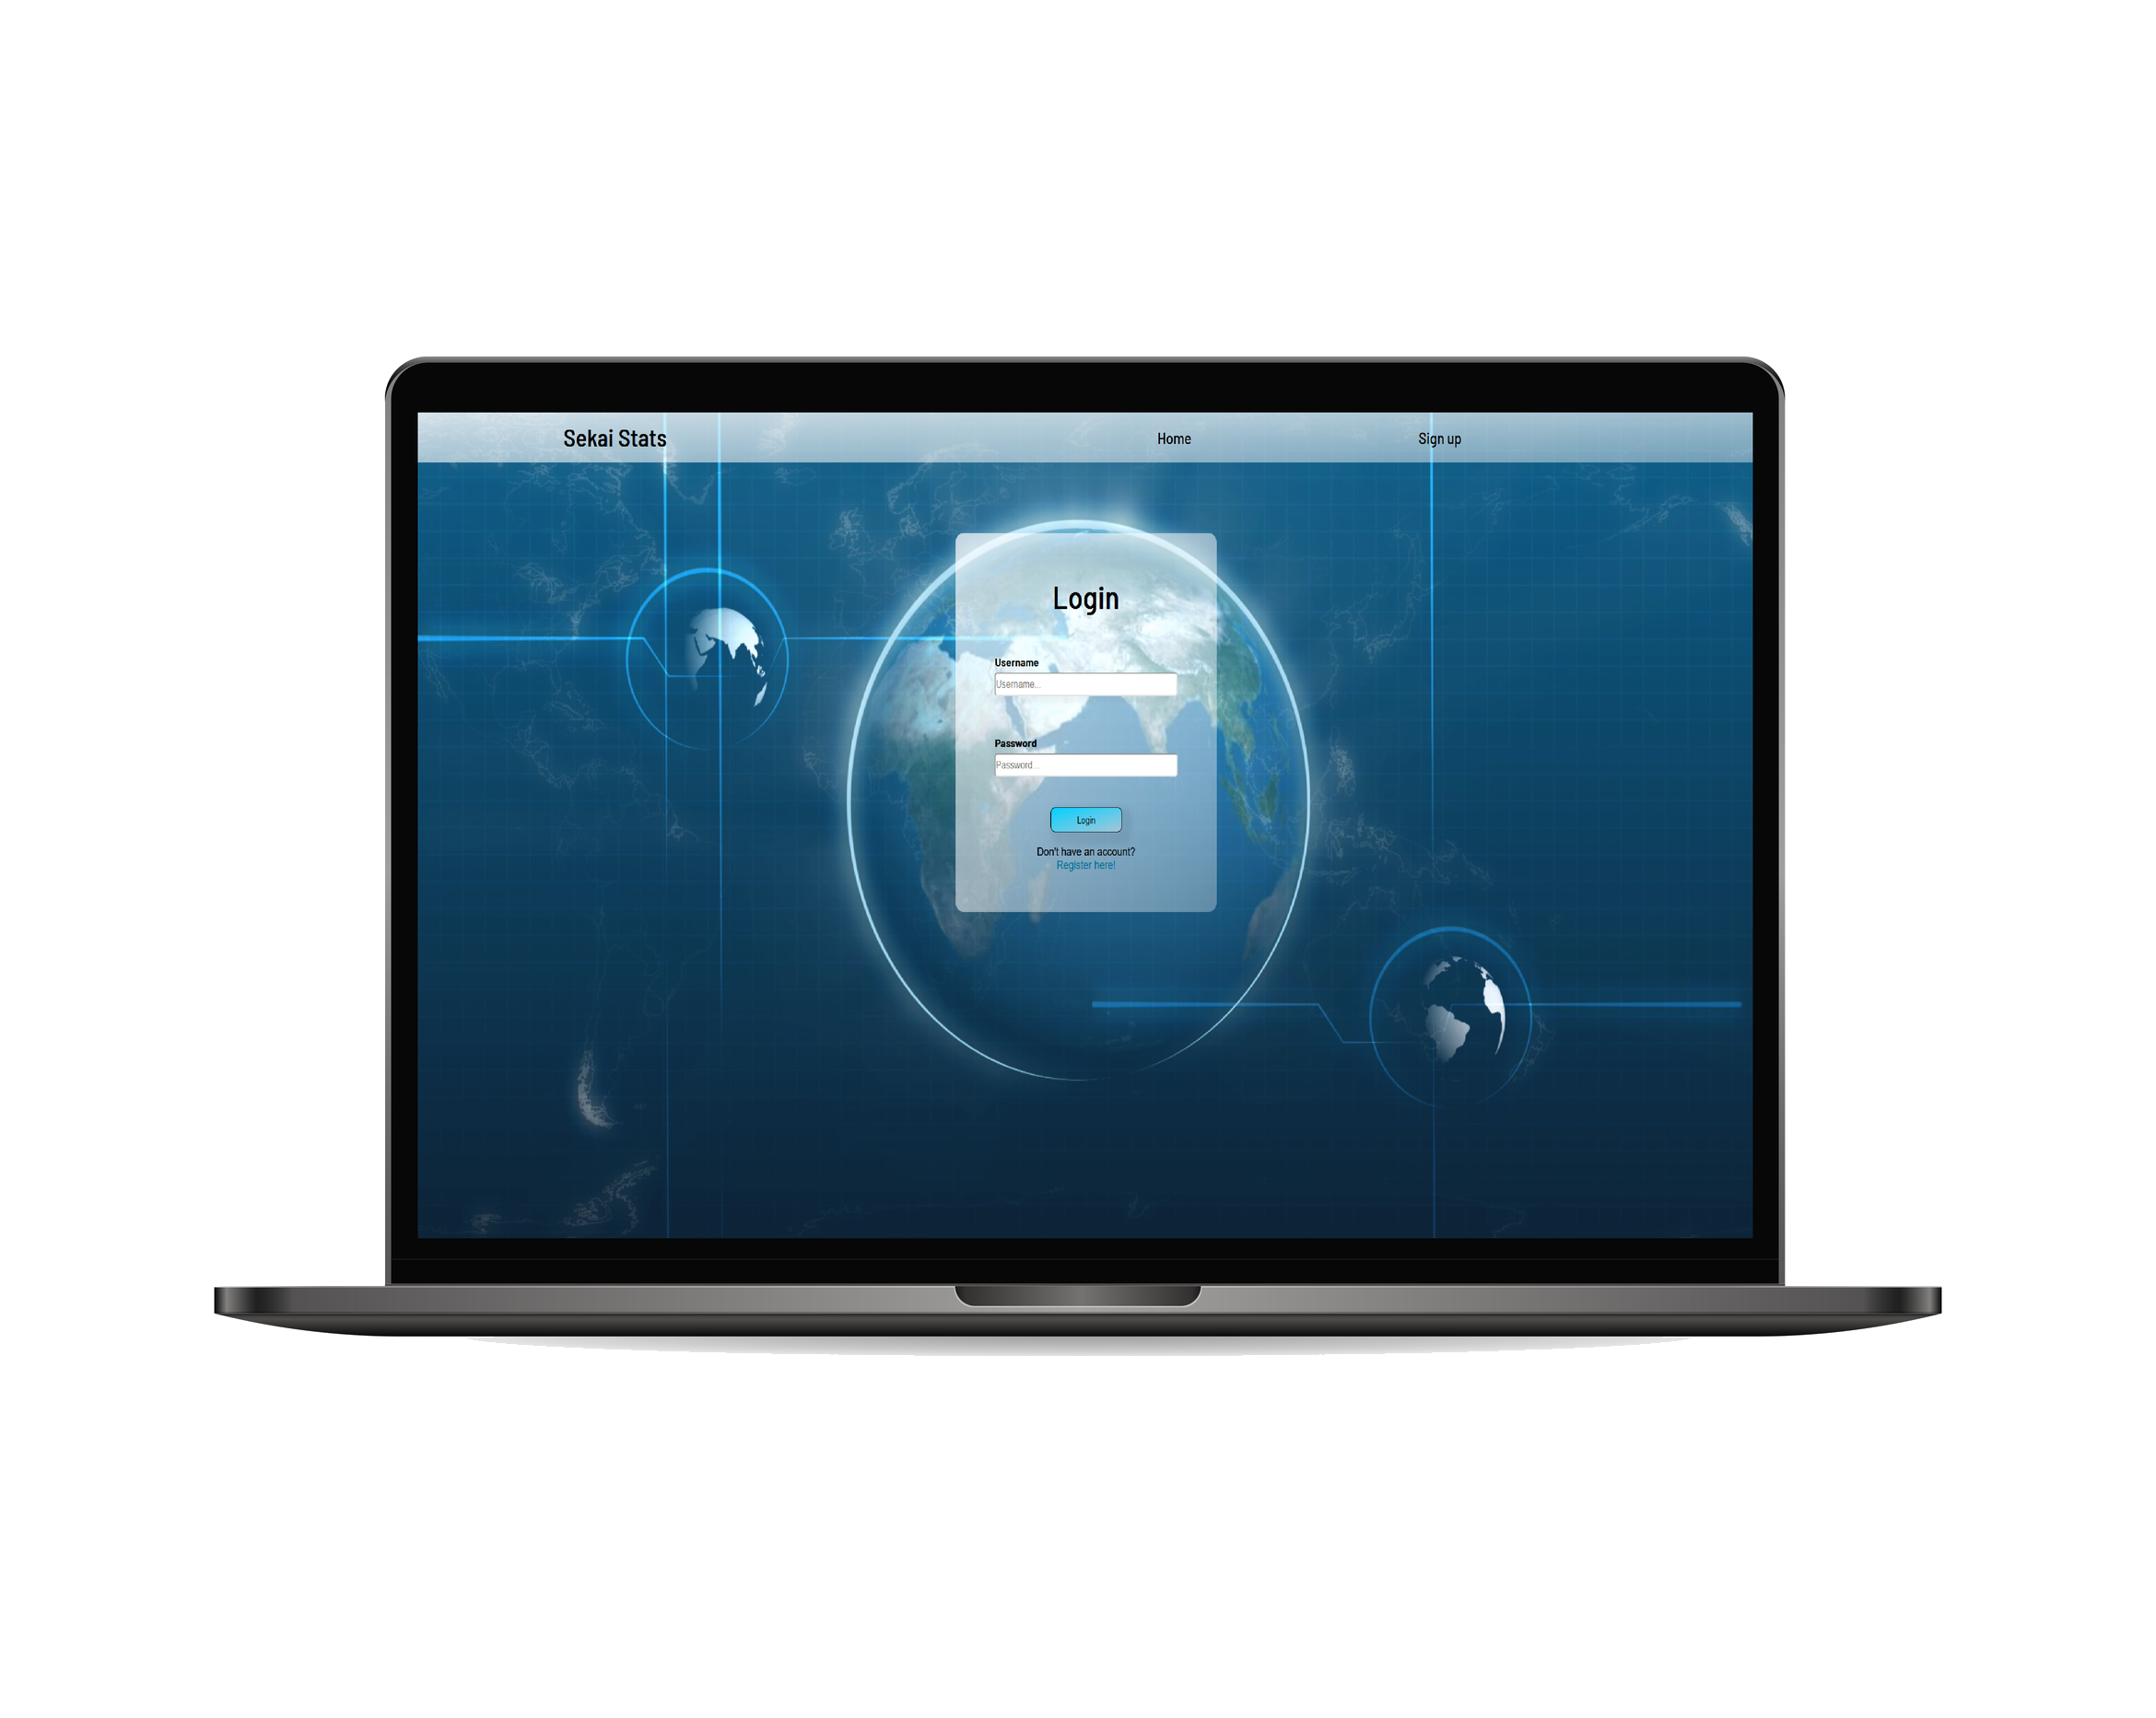 Sekai Stats
Home
Sign up
Login
Username
Username...
Password
Password...
Login
Don't have an account?
Register here!